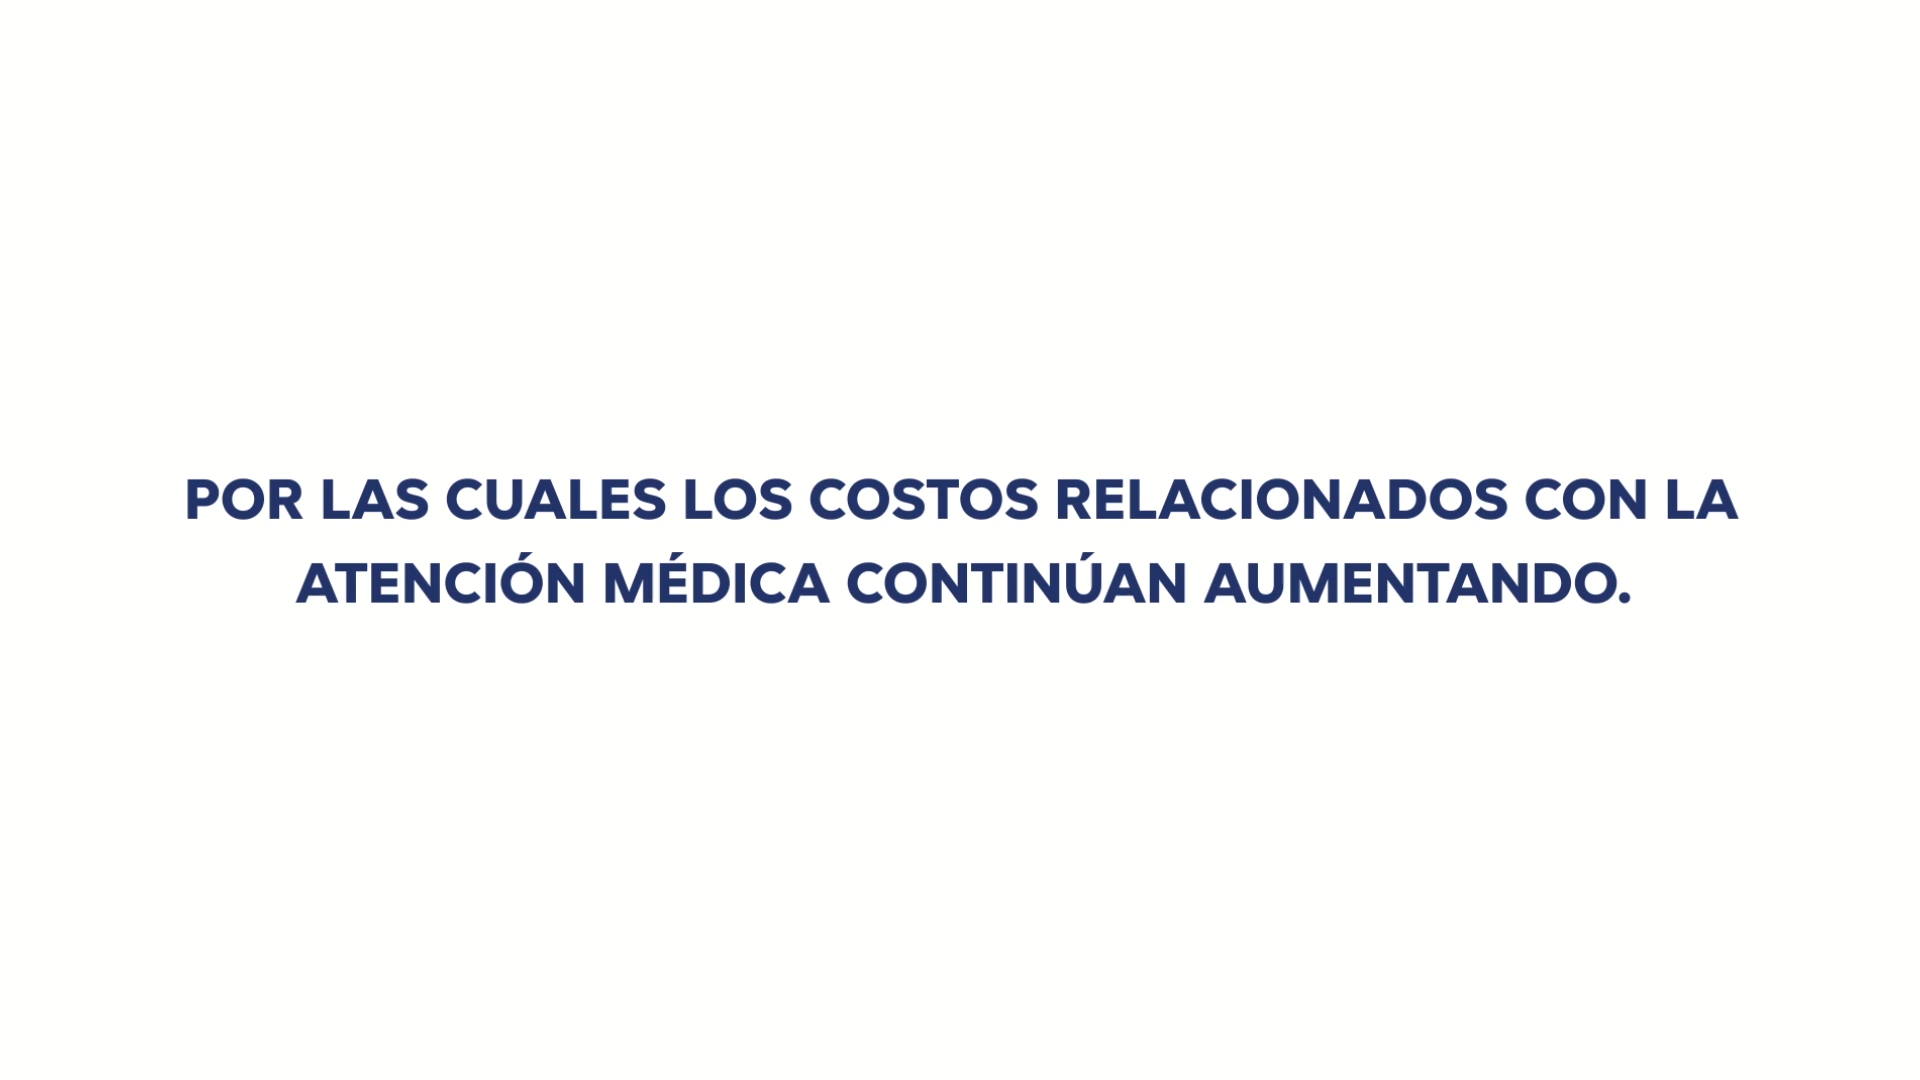 POR LAS CUALES LOS COSTOS RELACIONADOS CON LA
ATENCIÓN MÉDICA CONTINÚAN AUMENTANDO.